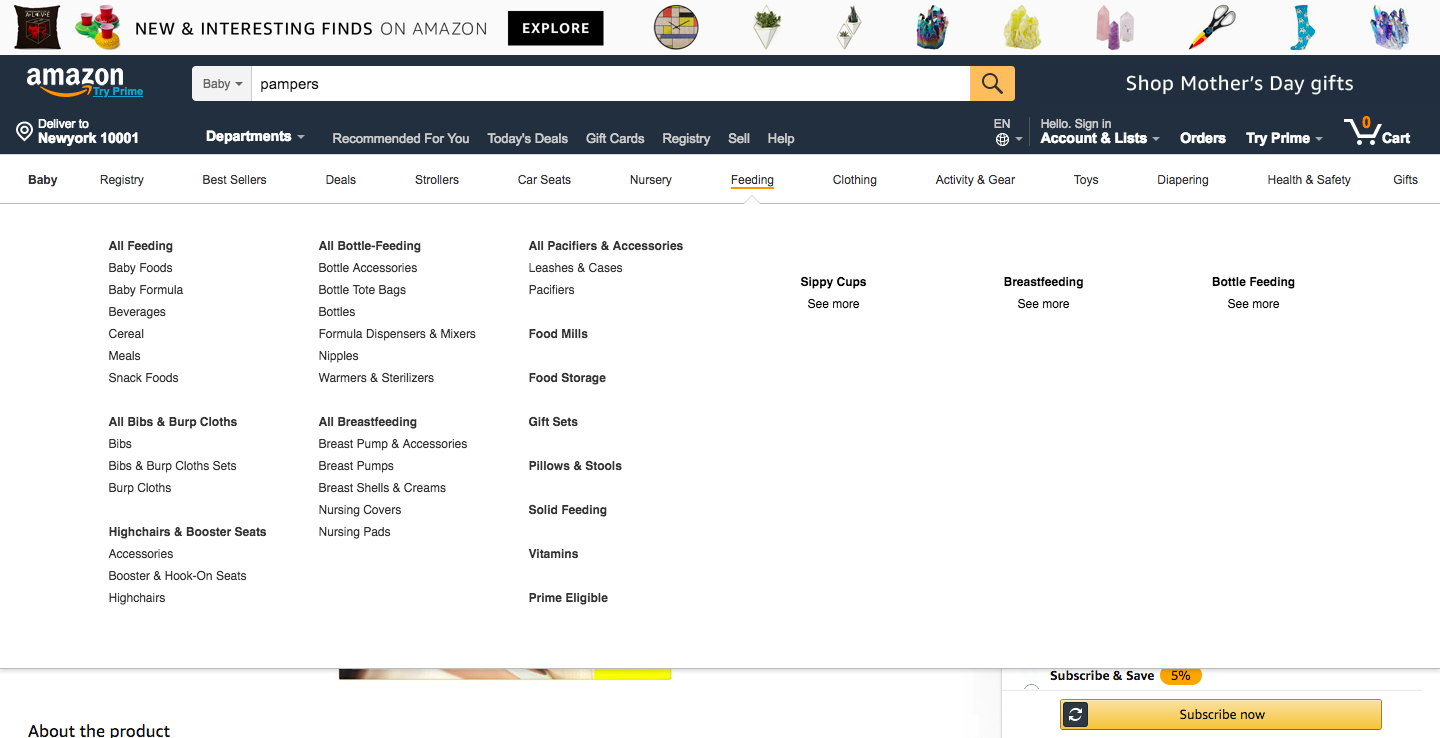 NEW & INTERESTING FINDS ON AMAZON EXPLORE
amazon
Try Prime
Baby
pampers
Shop Mother's Day gifts
Deliver to
Newyork 10001
Departments
Recommended For You
Today's Deals
Gift Cards
Registry
Sell
Help
EN
Hello. Sign in
Account & Lists
Orders
Try Prime
0
Cart
Baby
Registry
Best Sellers
Deals
Strollers
Car Seats
Nursery
Feeding
Clothing
Activity & Gear
Toys
Diapering
Health & Safety
Gifts
All Feeding
Baby Foods
Baby Formula
Beverages
Cereal
Meals
Snack Foods
All Bibs & Burp Cloths
Bibs
Bibs & Burp Cloths Sets
Burp Cloths
Highchairs & Booster Seats
Accessories
Booster & Hook-On Seats
Highchairs
All Bottle-Feeding
Bottle Accessories
Bottle Tote Bags
Bottles
Formula Dispensers & Mixers
Nipples
Warmers & Sterilizers
All Breastfeeding
Breast Pump & Accessories
Breast Pumps
Breast Shells & Creams
Nursing Covers
Nursing Pads
All Pacifiers & Accessories
Leashes & Cases
Pacifiers
Food Mills
Food Storage
Gift Sets
Pillows & Stools
Solid Feeding
Vitamins
Prime Eligible
Sippy Cups
See more
Breastfeeding
See more
Bottle Feeding
See more
Subscribe & Save 5%
Subscribe now
About the product